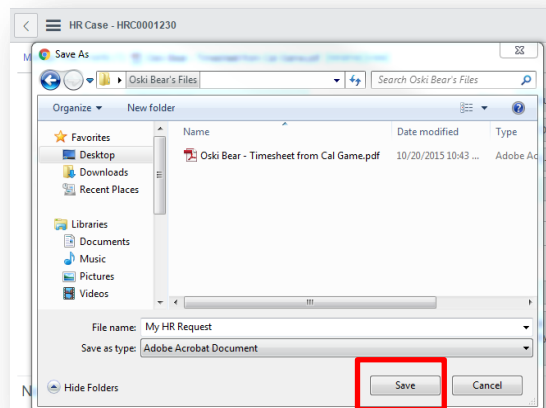 HR Case - HRC0001230
Save As
Oski Bear's Files
Search Oski Bear's Files
Organize
New folder
Favorites
Desktop
Downloads
Recent Places
Libraries
Documents
Music
Pictures
Videos
Name
Date modified
Type
Oski Bear - Timesheet from Cal Game.pdf
10/20/2015 10:43 ...
Adobe Ac
File name: My HR Request
Save as type: Adobe Acrobat Document
Hide Folders
Save
Cancel